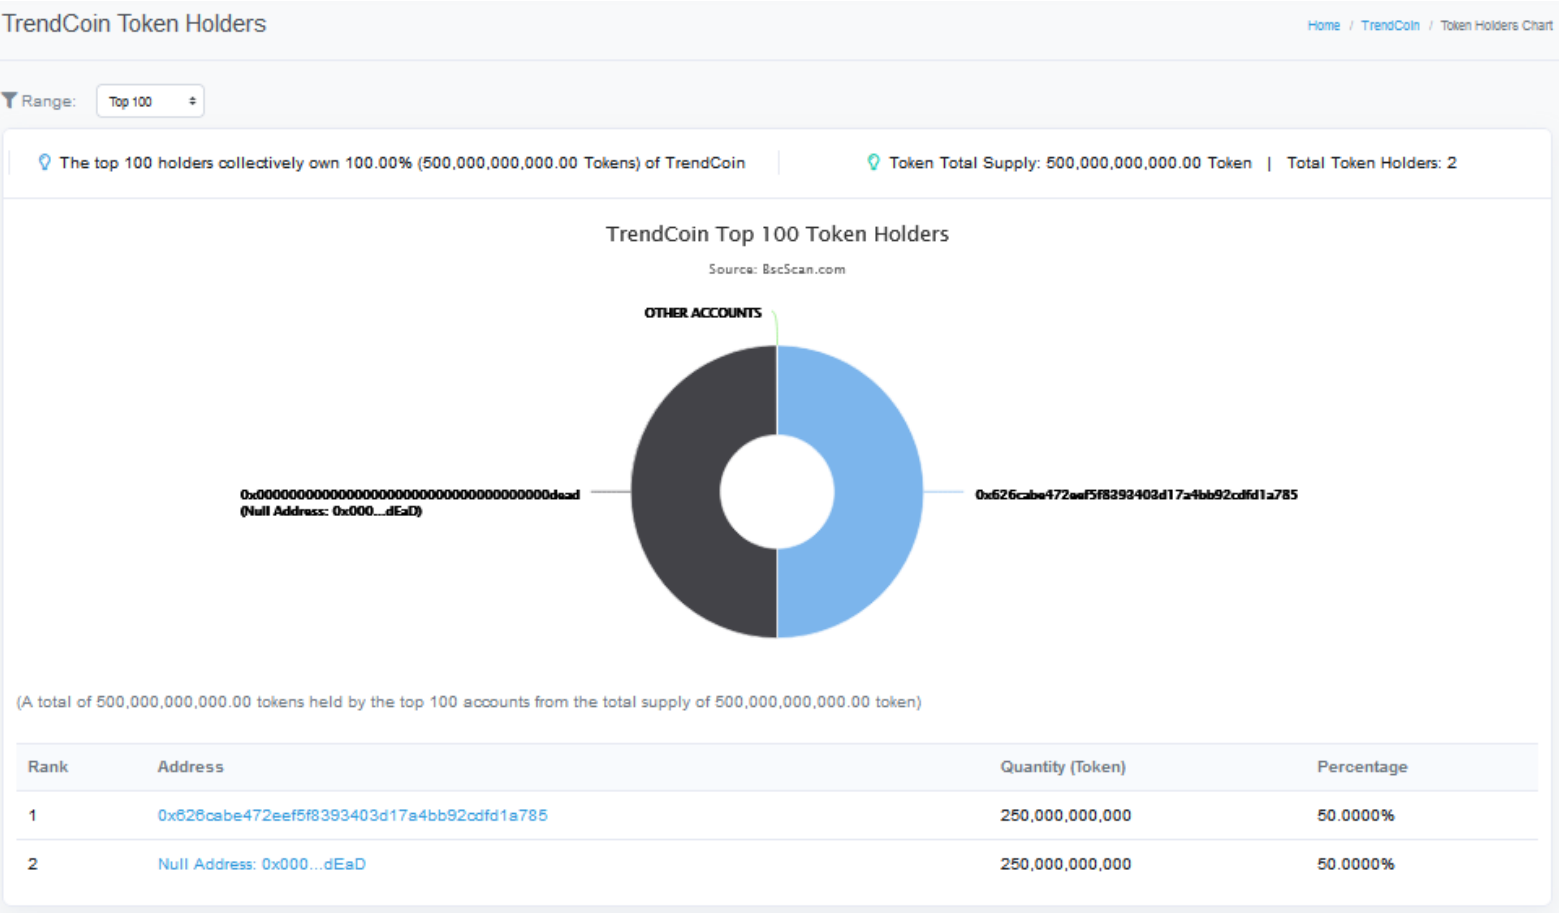 TrendCoin Token Holders
Home / TrendCoin / Token Holders Chart
Range: Top 100
The top 100 holders collectively own 100.00% (500,000,000,000.00 Tokens) of TrendCoin
Token Total Supply: 500,000,000,000.00 Token | Total Token Holders: 2
TrendCoin Top 100 Token Holders
Source: BscScan.com
OTHER ACCOUNTS
0x000000000000000000000000000000000000dead
(Null Address: 0x000...dEaD)
0x626cabe472eef5f8393403d17a4bb92cdfd1a785
(A total of 500,000,000,000.00 tokens held by the top 100 accounts from the total supply of 500,000,000,000.00 token)
Rank Address Quantity (Token) Percentage
1 0x626cabe472eef5f8393403d17a4bb92cdfd1a785 250,000,000,000 50.0000%
2 Null Address: 0x000...dEaD 250,000,000,000 50.0000%